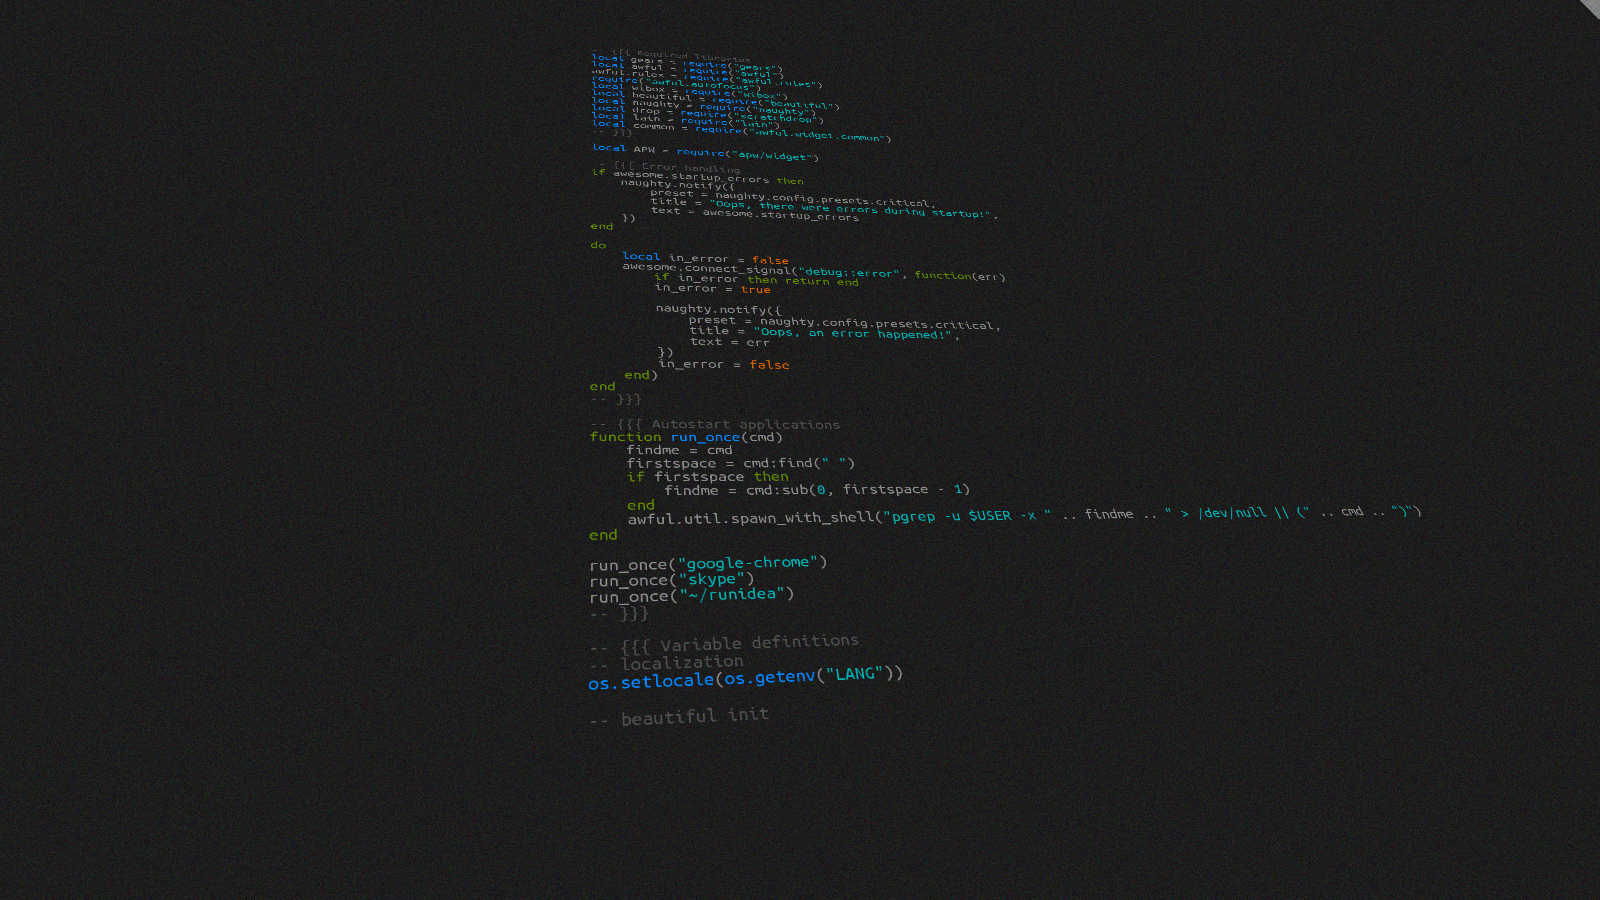 -- if{ Required libraries
local gears = require("gears")
local awful = require("awful")
awful.rules = require("awful.rules")
require("awful.autofocus")
local wibox = require("wibox")
local beautiful = require("beautiful")
local naughty = require("naughty")
local drop = require("scratchdrop")
local lain = require("lain")
local common = require("awful.widget.common")
-- }}}
local APW = require("apw/widget")
-- {{{ Error handling
if awesome.startup_errors then
naughty.notify({
preset = naughty.config.presets.critical,
title = "Oops, there were errors during startup!",
text = awesome.startup_errors
})
end
do
local in_error = false
awesome.connect_signal("debug::error", function(err)
if in_error then return end
in_error = true
naughty.notify({
preset = naughty.config.presets.critical,
title = "Oops, an error happened!",
text = err
})
in_error = false
end)
end
-- }}}
-- {{{ Autostart applications
function run_once(cmd)
findme = cmd
firstspace = cmd:find(" ")
if firstspace then
findme = cmd:sub(0, firstspace - 1)
end
awful.util.spawn_with_shell("pgrep -u $USER -x " .. findme .. " > /dev/null \\ (" .. cmd .. ")")
end
run_once("google-chrome")
run_once("skype")
run_once("~/runidea")
-- }}}
-- {{{ Variable definitions
-- localization
os.setlocale(os.getenv("LANG"))
-- beautiful init